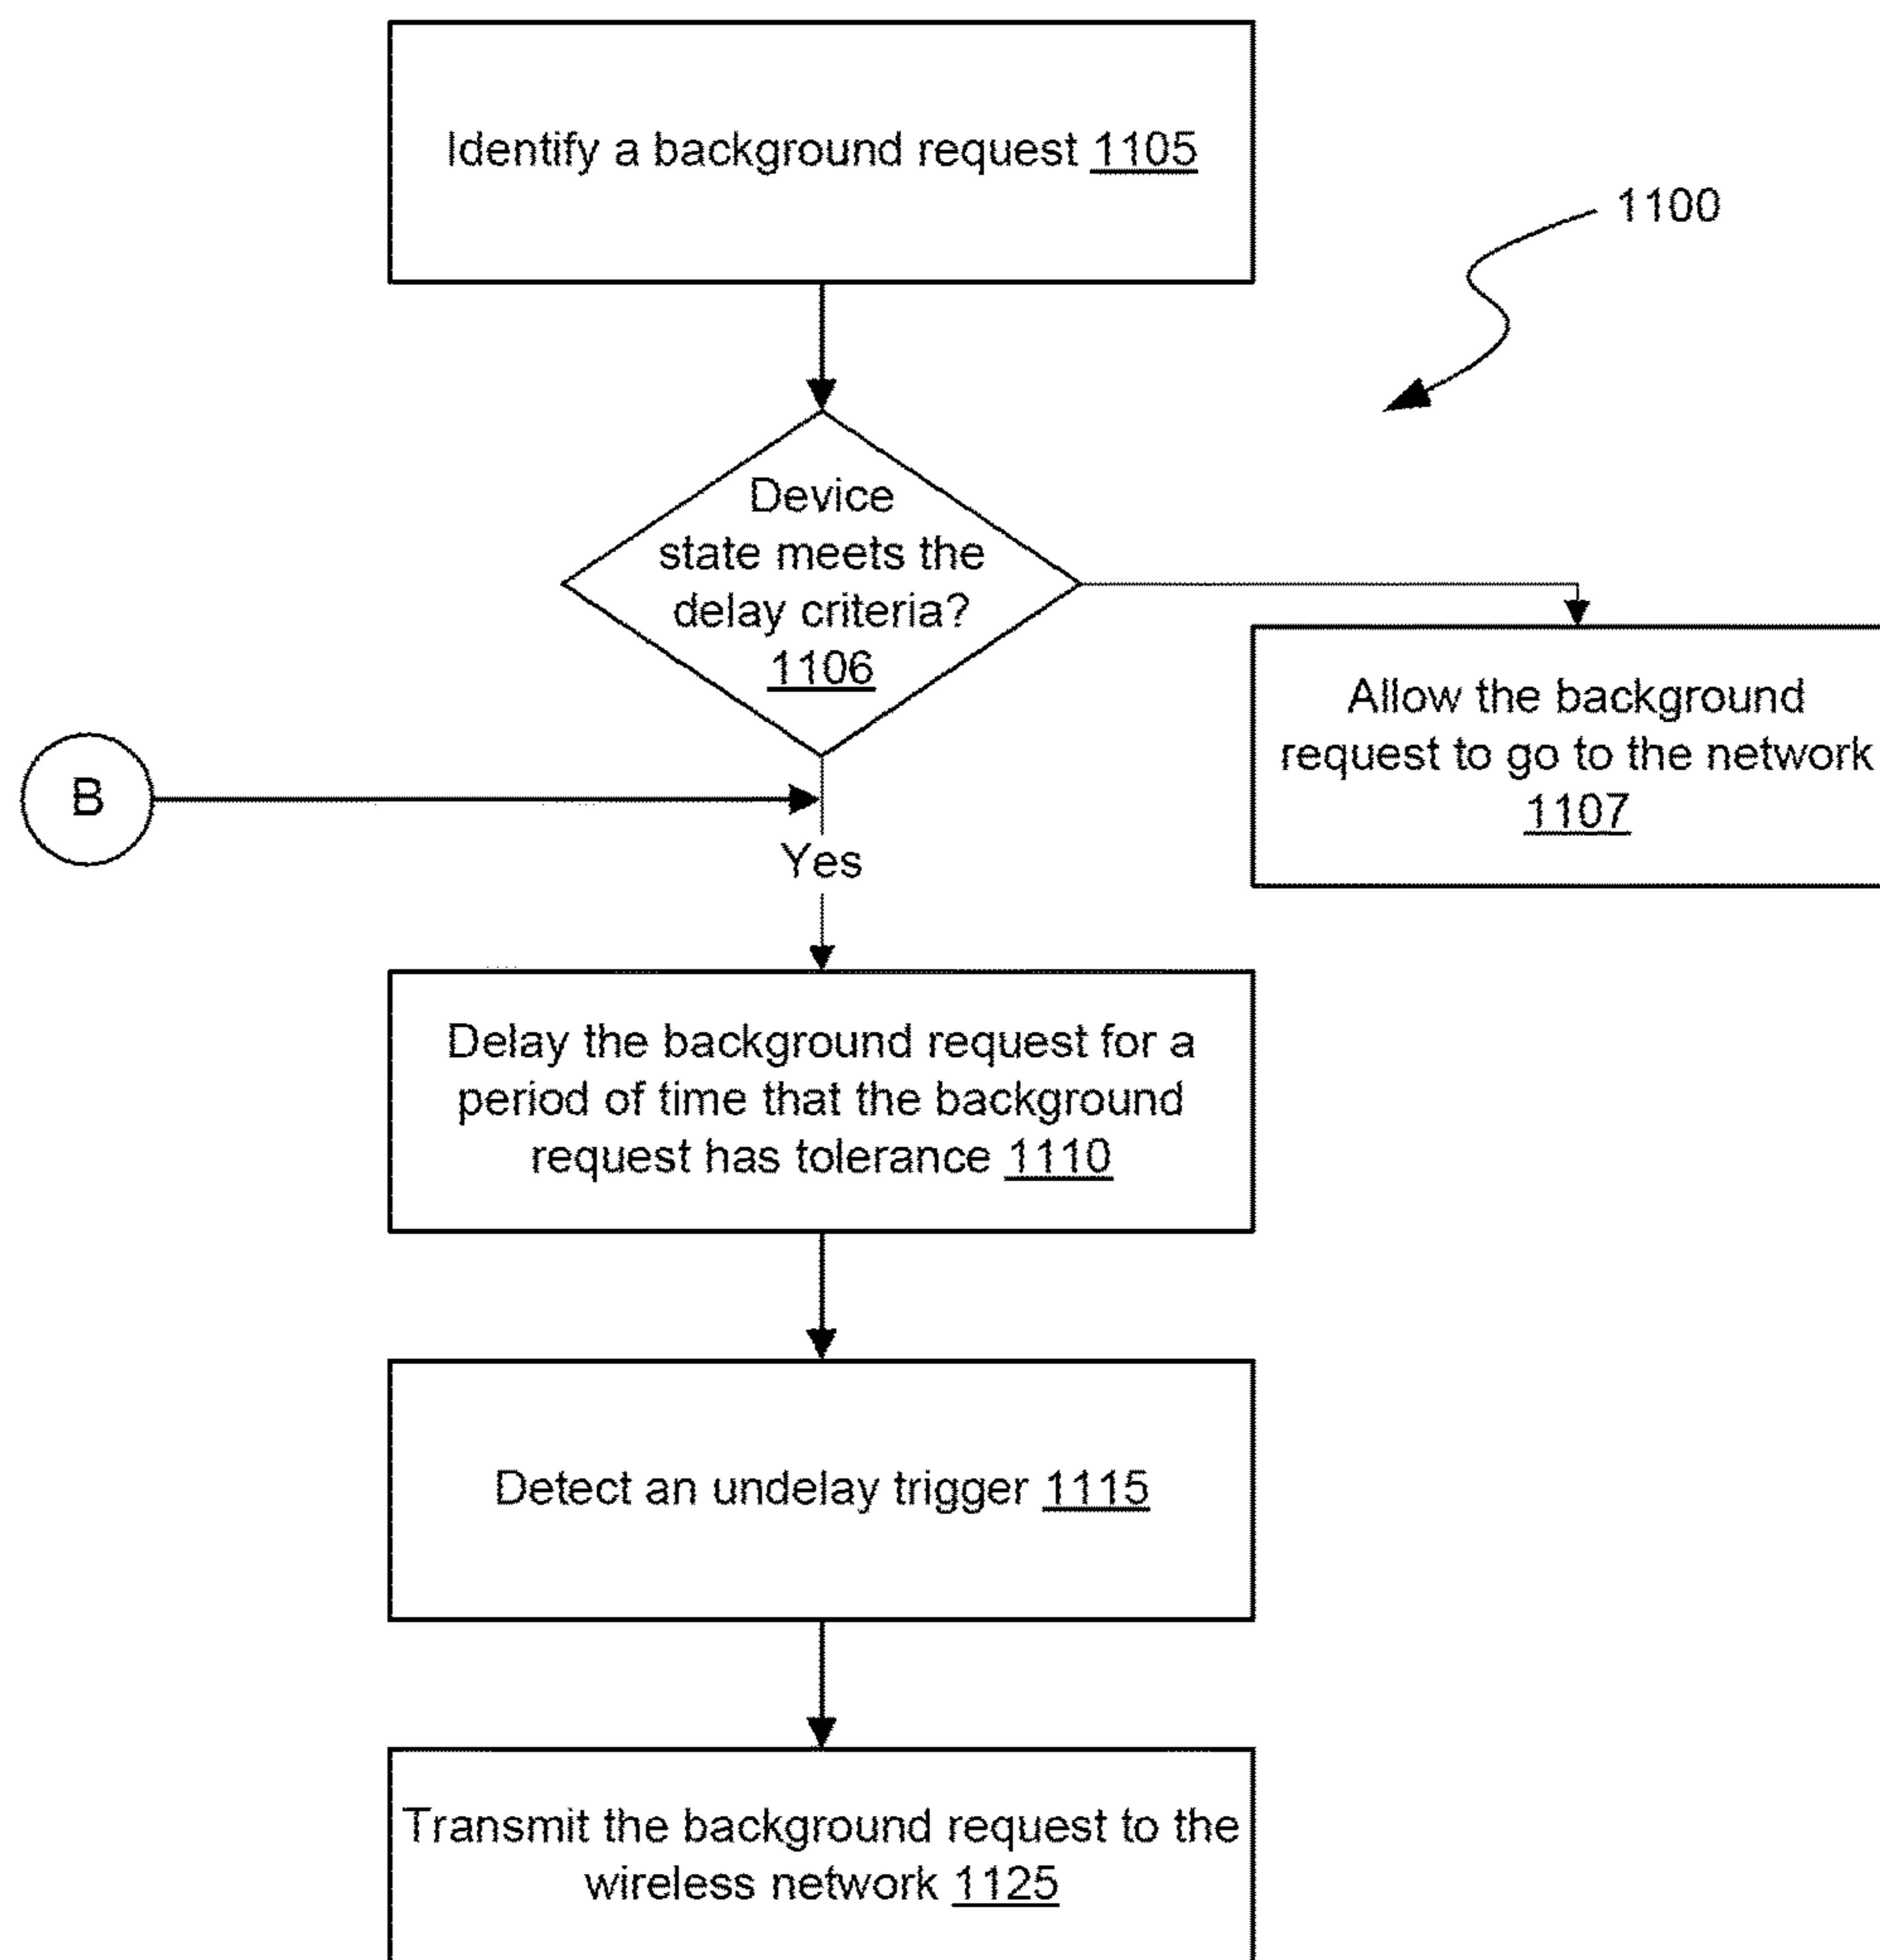 Identify a background request 1105
1100
Device
state meets the
delay criteria?
1106
Allow the background
request to go to the network
1107
B
Yes
Delay the background request for a
period of time that the background
request has tolerance 1110
Detect an undelay trigger 1115
Transmit the background request to the
wireless network 1125